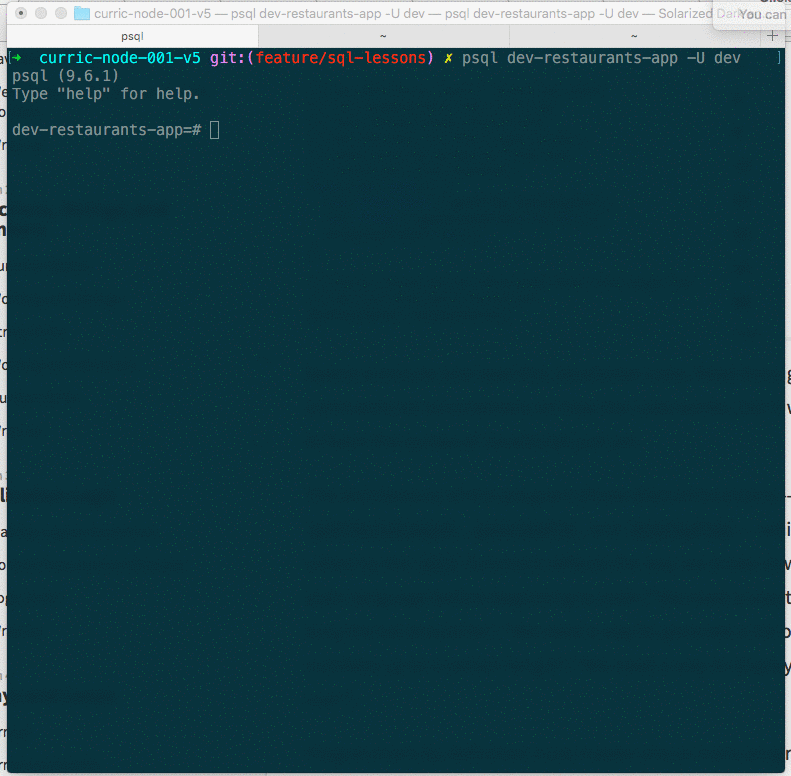 curric-node-001-v5 — psql dev-restaurants-app -U dev — psql dev-restaurants-app -U dev — Solarized Dark
You can
psql ~ ~ +
➜ curric-node-001-v5 git:(feature/sql-lessons) ✗ psql dev-restaurants-app -U dev
psql (9.6.1)
Type "help" for help.
dev-restaurants-app=#